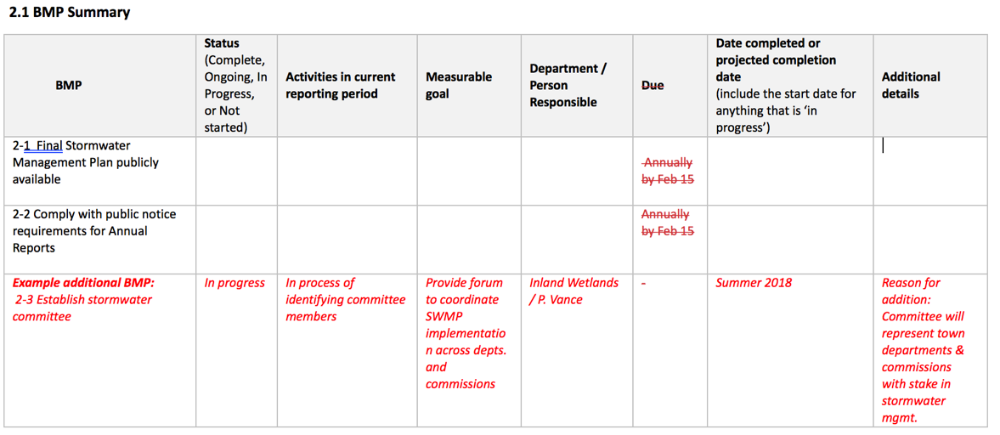 2.1 BMP Summary
BMP
Status
(Complete,
Ongoing, In
Progress,
or Not
started)
Activities in current
reporting period
Measurable
goal
Department /
Person
Responsible
Due
Date completed or
projected completion
date
(include the start date for
anything that is ‘in
progress’)
Additional
details
2-1 Final Stormwater
Management Plan publicly
available
Annually
by Feb 15
2-2 Comply with public notice
requirements for Annual
Reports
Annually
by Feb 15
Example additional BMP:
2-3 Establish stormwater
committee
In progress
In process of
identifying committee
members
Provide forum
to coordinate
SWMP
implementatio
n across depts.
and
commissions
Inland Wetlands
/ P. Vance
-
Summer 2018
Reason for
addition:
Committee will
represent town
departments &
commissions
with stake in
stormwater
mgmt.